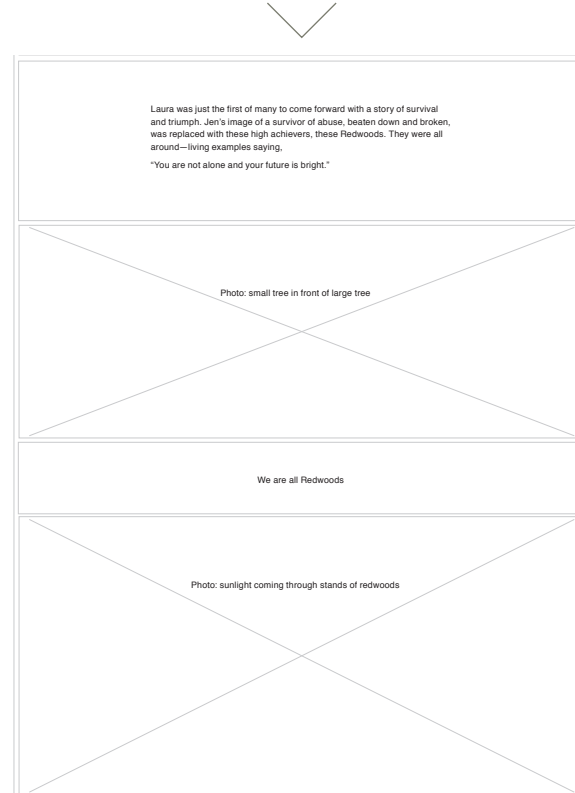 Laura was just the first of many to come forward with a story of survival
and triumph. Jen's image of a survivor of abuse, beaten down and broken,
was replaced with these high achievers, these Redwoods. They were all
around—living examples saying,
“You are not alone and your future is bright.”
Photo: small tree in front of large tree
We are all Redwoods
Photo: sunlight coming through stands of redwoods